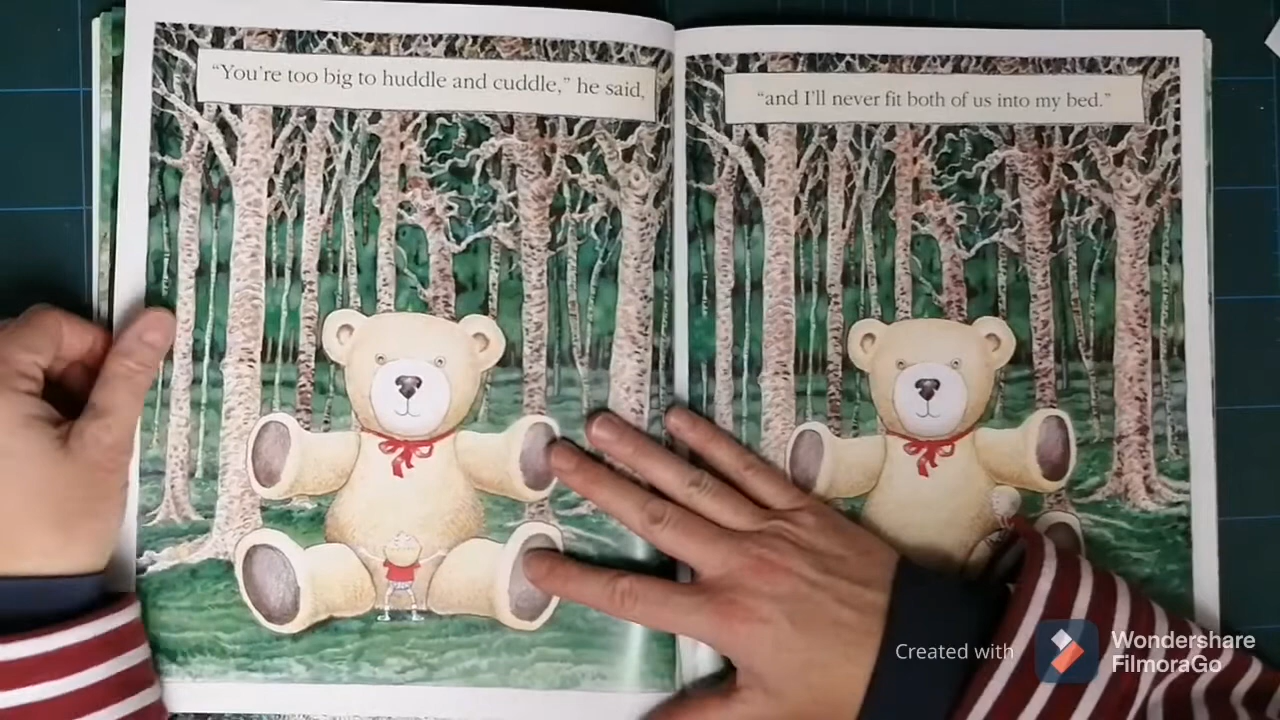 “You’re too big to huddle and cuddle,” he said,
“and I’ll never fit both of us into my bed.”
Created with
Wondershare
FilmoraGo